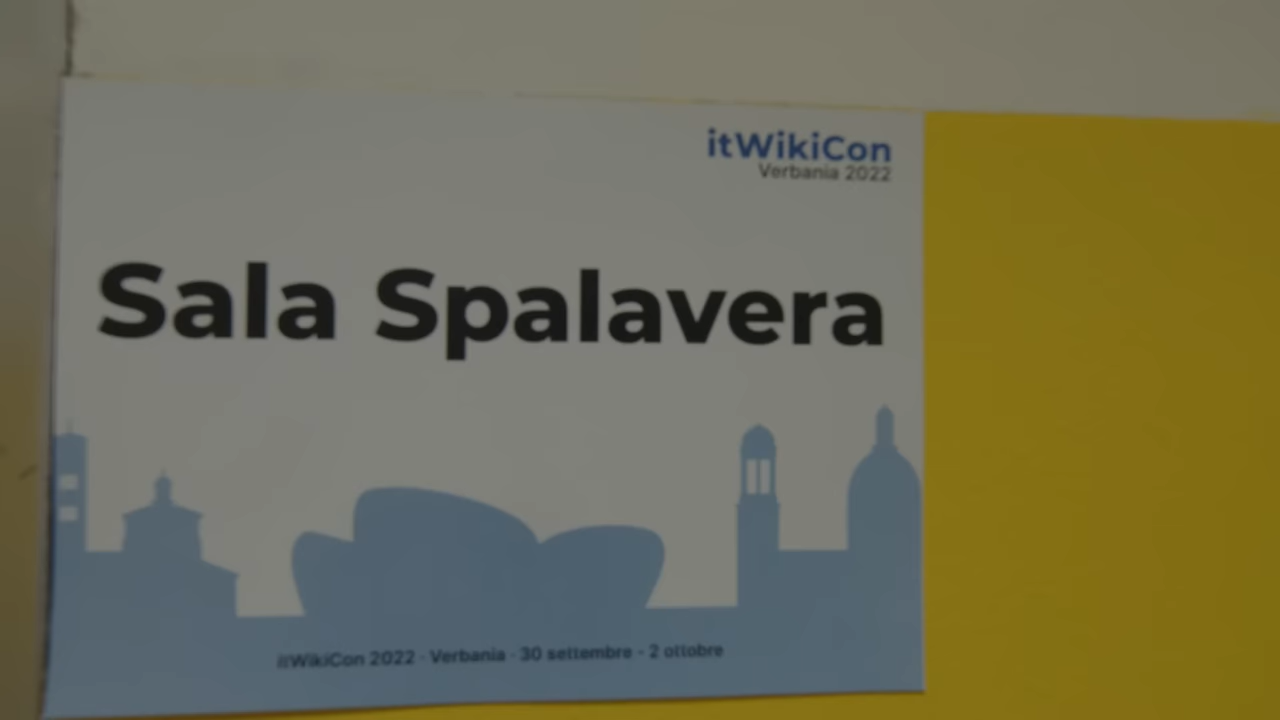 itWikiCon
Verbania 2022
Sala Spalavera
itWikiCon 2022 · Verbania · 30 settembre - 2 ottobre